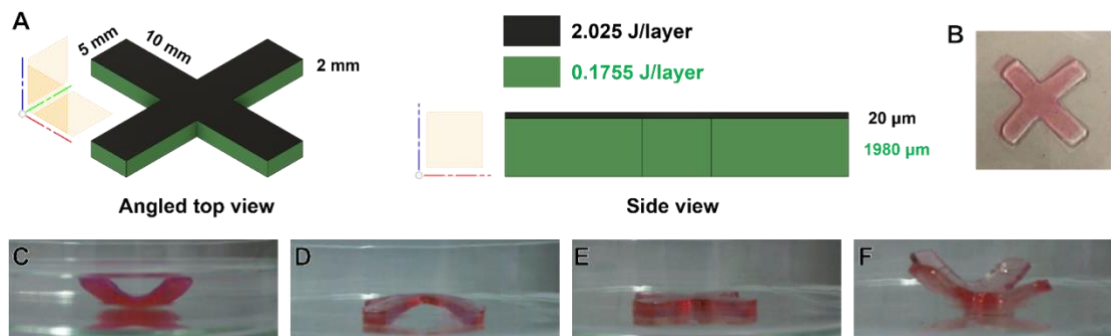 A
5 mm
10 mm
2 mm
Angled top view
2.025 J/layer
0.1755 J/layer
20 µm
1980 µm
Side view
B
C
D
E
F